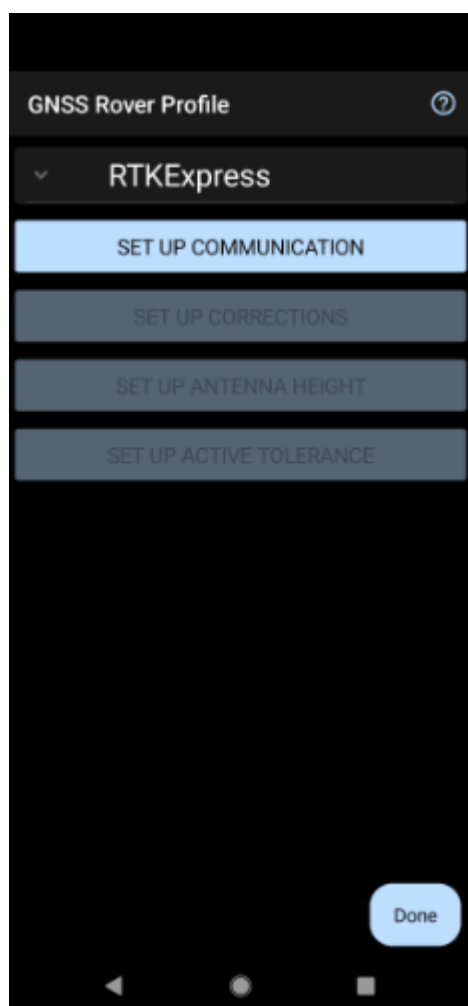 GNSS Rover Profile
RTKExpress
SET UP COMMUNICATION
SET UP CORRECTIONS
SET UP ANTENNA HEIGHT
SET UP ACTIVE TOLERANCE
Done